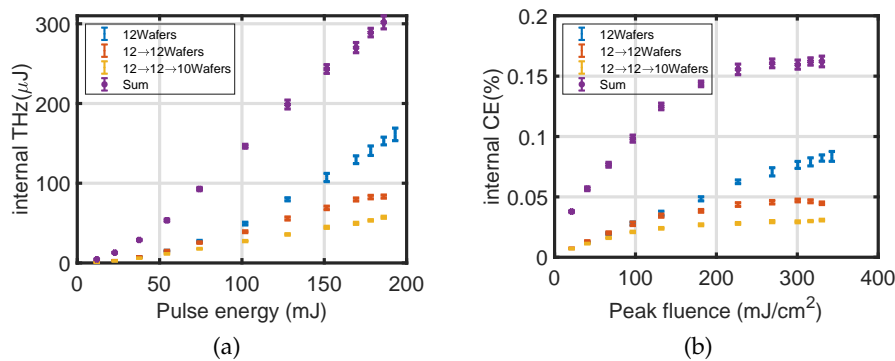 300
200
100
0
internal THz(μJ)
12Wafers
12→12Wafers
12→12→10Wafers
Sum
0 50 100 150 200
Pulse energy (mJ)
(a)
0.2
0.15
0.1
0.05
0
internal CE(%)
12Wafers
12→12Wafers
12→12→10Wafers
Sum
0 100 200 300 400
Peak fluence (mJ/cm²)
(b)